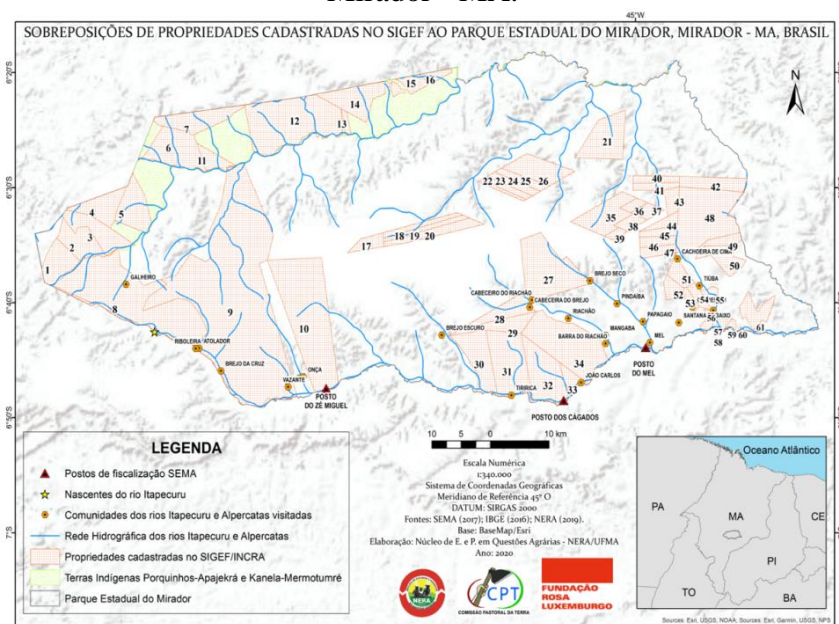 Mirador - MA.
45°W
SOBREPOSIÇÕES DE PROPRIEDADES CADASTRADAS NO SIGEF AO PARQUE ESTADUAL DO MIRADOR, MIRADOR - MA, BRASIL
6°20'S
6°30'S
6°40'S
6°50'S
7°S
N
1
2
3
4
5
6
7
8
9
10
11
12
13
14
15
16
17
18 19 20
21
22 23 24 25 26
27
28
29
30
31
32
33
34
35
36
37
38
39
40
41
42
43
44
45
46
47
48
49
50
51
52
53
54
55
56
57
58
59 60
61
GALHEIRO
RIBOLEIRA
ATOLADOR
BREJO DA CRUZ
VAZANTE
ONÇA
POSTO
DO ZÉ MIGUEL
BREJO ESCURO
CABECEIRO DO RIACHÃO
CABECEIRA DO BREJO
RIACHÃO
BREJO SECO
PINDAIBA
MANGABA
BARRA DO RIACHÃO
PAPAGAIO
MEL
POSTO
DO MEL
TIRIRICA
JOÃO CARLOS
POSTO DOS CÁGADOS
CACHOEIRA DE CIMA
TIÚBA
SANTANA
10 5 0 10 km
Escala Numérica
1:340.000
Sistema de Coordenadas Geográficas
Meridiano de Referência 45° O
DATUM: SIRGAS 2000
Fontes: SEMA (2017); IBGE (2016); NERA (2019).
Base: BaseMap/Esri
Elaboração: Núcleo de E. e P. em Questões Agrárias - NERA/UFMA
Ano: 2020
NERA
CPT
COMISSÃO PASTORAL DA TERRA
FUNDAÇÃO
ROSA
LUXEMBURGO
LEGENDA
Postos de fiscalização SEMA
Nascentes do rio Itapecuru
Comunidades dos rios Itapecuru e Alpercatas visitadas
Rede Hidrográfica dos rios Itapecuru e Alpercatas
Propriedades cadastradas no SIGEF/INCRA
Terras Indígenas Porquinhos-Apajekrá e Kanela-Mermotumré
Parque Estadual do Mirador
Oceano Atlântico
PA
MA
CE
PI
TO
BA
Sources: Esri, USGS, NOAA; Sources: Esri, Garmin, USGS, NPS